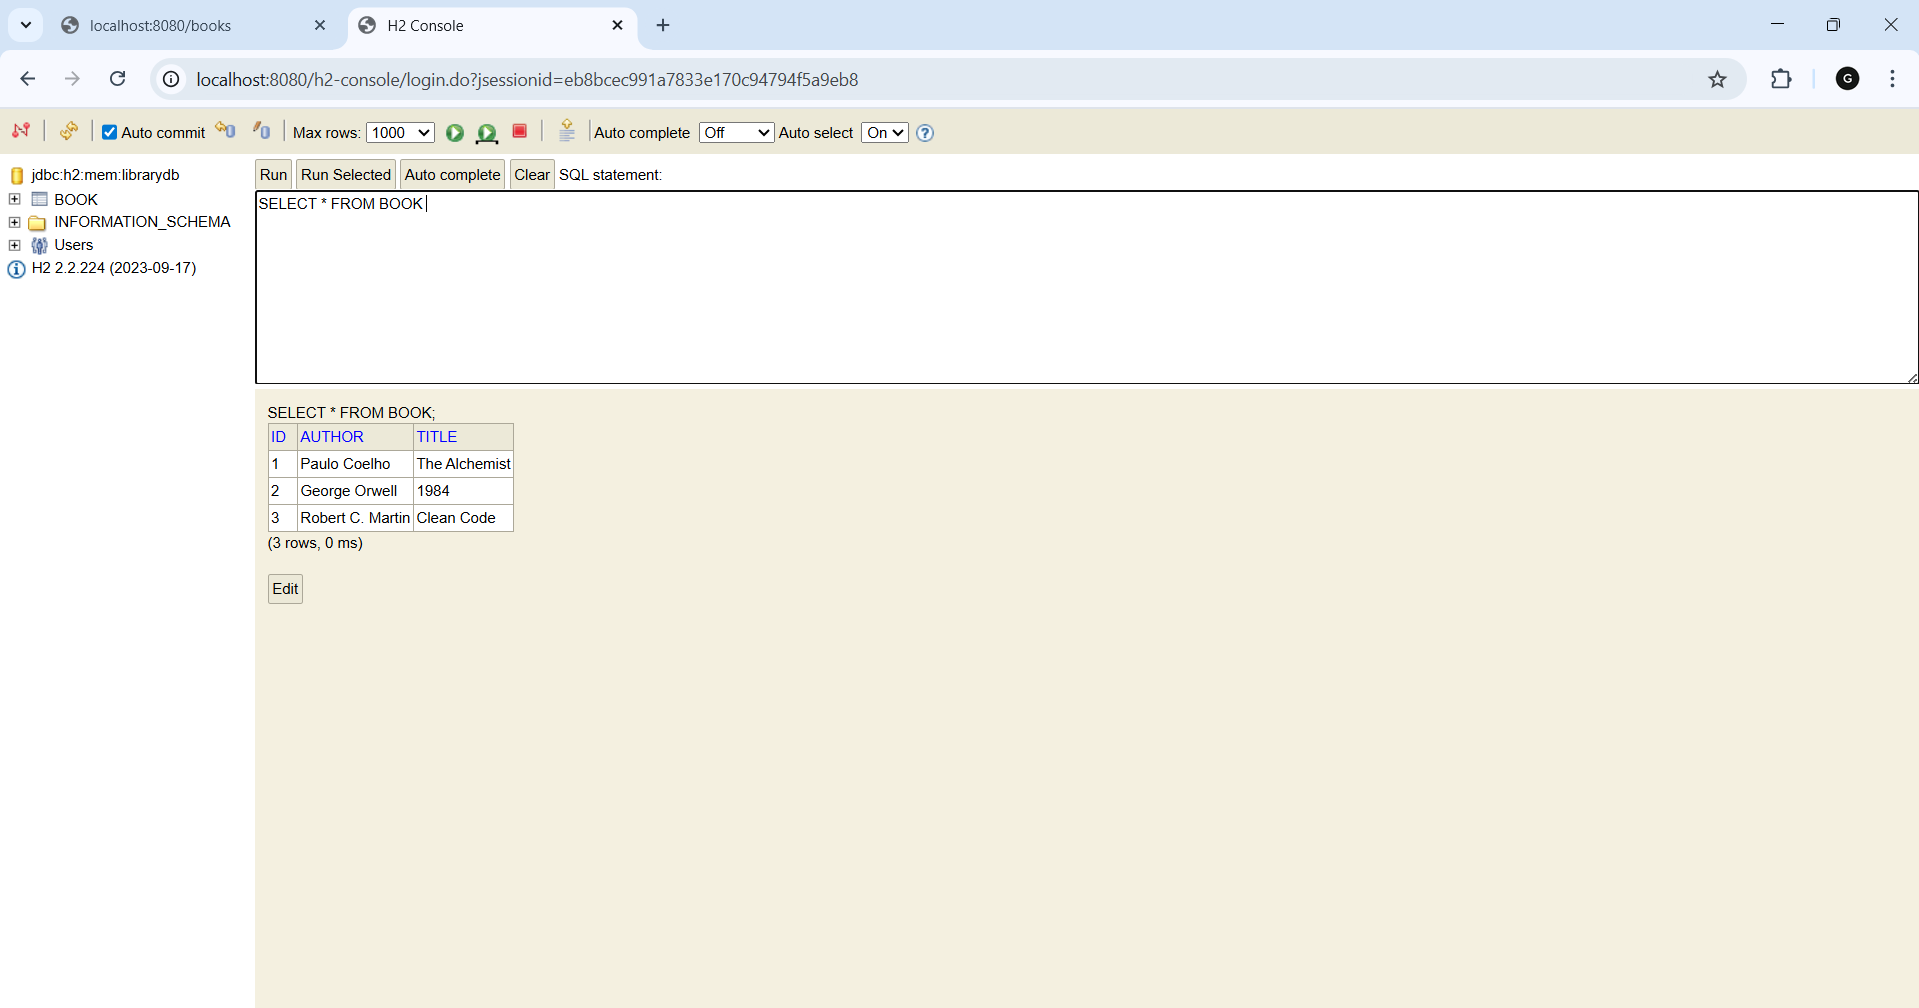 localhost:8080/books
H2 Console
localhost:8080/h2-console/login.do?jsessionid=eb8bcec991a7833e170c94794f5a9eb8
G
Auto commit
Max rows: 1000
Auto complete Off
Auto select On
jdbc:h2:mem:librarydb
BOOK
INFORMATION_SCHEMA
Users
H2 2.2.224 (2023-09-17)
Run Run Selected Auto complete Clear SQL statement:
SELECT * FROM BOOK
SELECT * FROM BOOK;
ID AUTHOR TITLE
1 Paulo Coelho The Alchemist
2 George Orwell 1984
3 Robert C. Martin Clean Code
(3 rows, 0 ms)
Edit